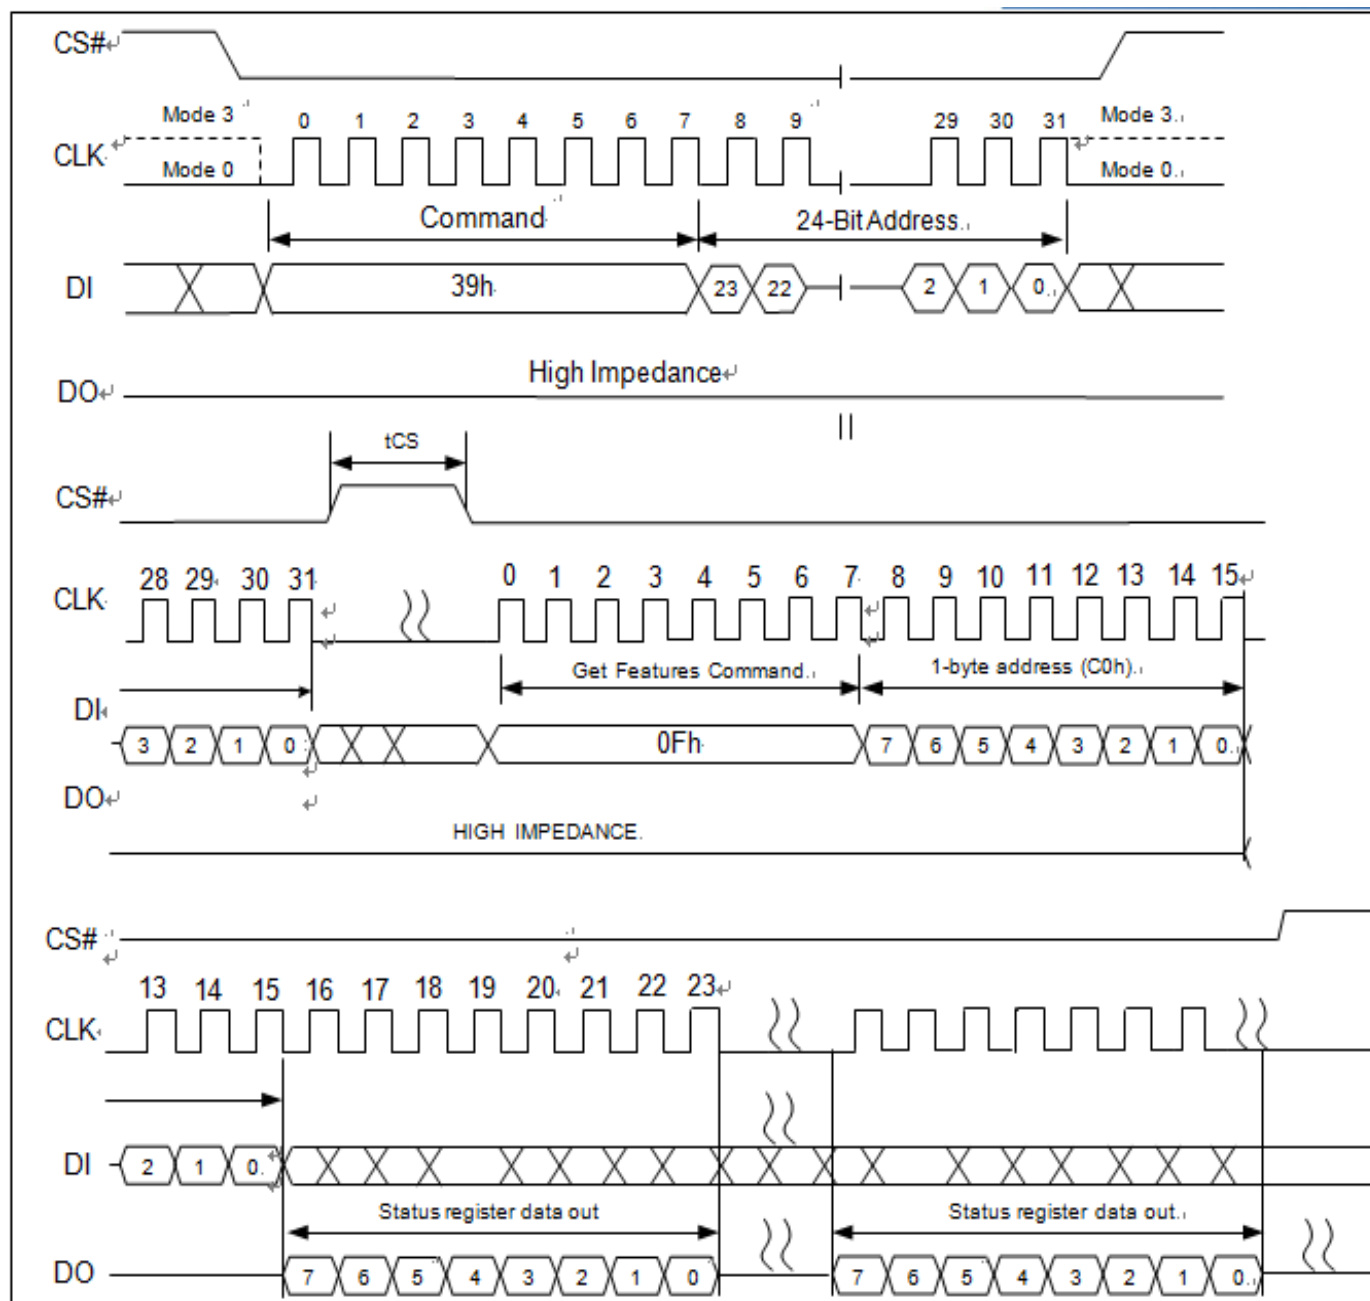 CS#
Mode 3 0 1 2 3 4 5 6 7 8 9 29 30 31 Mode 3
CLK
Mode 0 Mode 0
Command 24-Bit Address
DI 39h 23 22 2 1 0
High Impedance
DO
tCS
CS#
28 29 30 31 0 1 2 3 4 5 6 7 8 9 10 11 12 13 14 15
CLK
Get Features Command 1-byte address (C0h)
DI
3 2 1 0 0Fh 7 6 5 4 3 2 1 0
DO
HIGH IMPEDANCE
CS#
13 14 15 16 17 18 19 20 21 22 23
CLK
DI 2 1 0
Status register data out Status register data out
DO 7 6 5 4 3 2 1 0 7 6 5 4 3 2 1 0